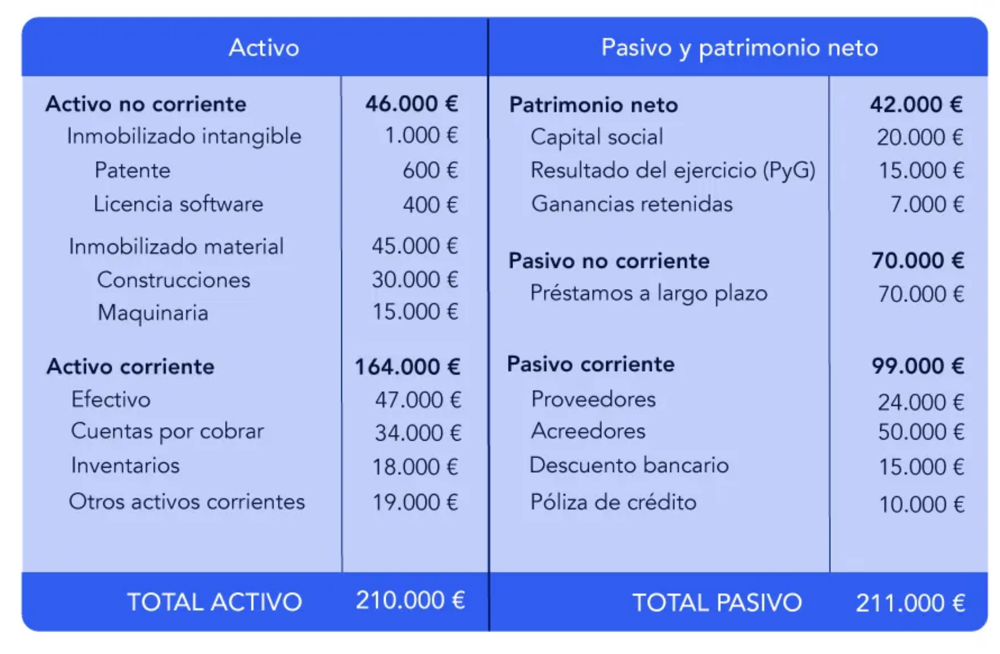 Activo
Activo no corriente 46.000 €
Inmobilizado intangible 1.000 €
Patente 600 €
Licencia software 400 €
Inmobilizado material 45.000 €
Construcciones 30.000 €
Maquinaria 15.000 €
Activo corriente 164.000 €
Efectivo 47.000 €
Cuentas por cobrar 34.000 €
Inventarios 18.000 €
Otros activos corrientes 19.000 €
TOTAL ACTIVO 210.000 €
Pasivo y patrimonio neto
Patrimonio neto 42.000 €
Capital social 20.000 €
Resultado del ejercicio (PyG) 15.000 €
Ganancias retenidas 7.000 €
Pasivo no corriente 70.000 €
Préstamos a largo plazo 70.000 €
Pasivo corriente 99.000 €
Proveedores 24.000 €
Acreedores 50.000 €
Descuento bancario 15.000 €
Póliza de crédito 10.000 €
TOTAL PASIVO 211.000 €